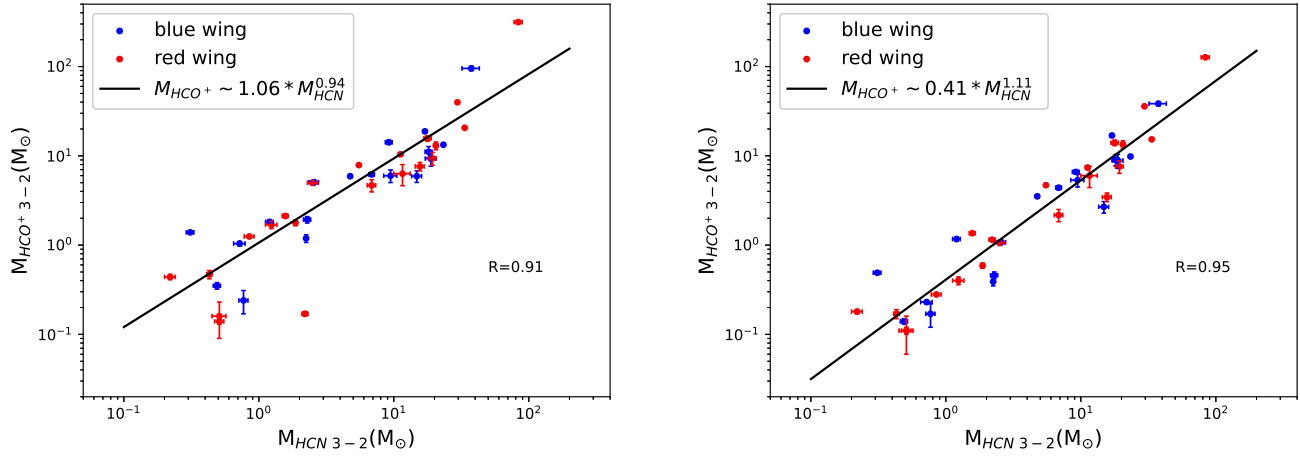 blue wing
red wing
M_{HCO^+} ~ 1.06 * M_{HCN}^{0.94}
10^2
10^1
10^0
10^{-1}
M_{HCO^+ 3-2}(M_⊙)
R=0.91
10^{-1} 10^0 10^1 10^2
M_{HCN 3-2}(M_⊙)
blue wing
red wing
M_{HCO^+} ~ 0.41 * M_{HCN}^{1.11}
10^2
10^1
10^0
10^{-1}
M_{HCO^+ 3-2}(M_⊙)
R=0.95
10^{-1} 10^0 10^1 10^2
M_{HCN 3-2}(M_⊙)